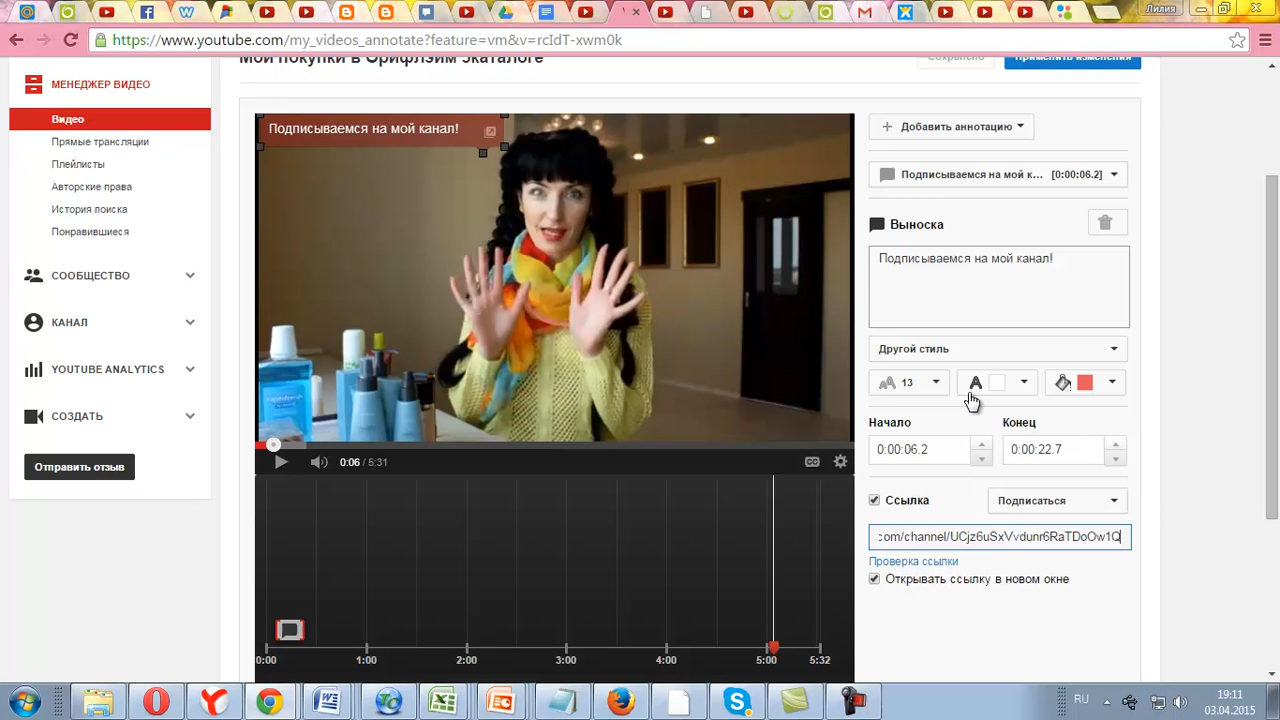 Лилия
https://www.youtube.com/my_videos_annotate?feature=vm&v=rcIdT-xwm0k
Мои покупки в Орифлэйм 3каталоге
Сохранено
Применить изменения
МЕНЕДЖЕР ВИДЕО
Видео
Прямые трансляции
Плейлисты
Авторские права
История поиска
Понравившиеся
СООБЩЕСТВО
КАНАЛ
YOUTUBE ANALYTICS
СОЗДАТЬ
Отправить отзыв
Подписываемся на мой канал!
0:06 / 5:31
CC
0:00
1:00
2:00
3:00
4:00
5:00
5:32
Добавить аннотацию
Подписываемся на мой к... [0:00:06.2]
Выноска
Подписываемся на мой канал!
Другой стиль
13
Начало
Конец
0:00:06.2
0:00:22.7
Ссылка
Подписаться
com/channel/UCjz6uSxVvdunr6RaTDoOw1Q
Проверка ссылки
Открывать ссылку в новом окне
RU
19:11
03.04.2015